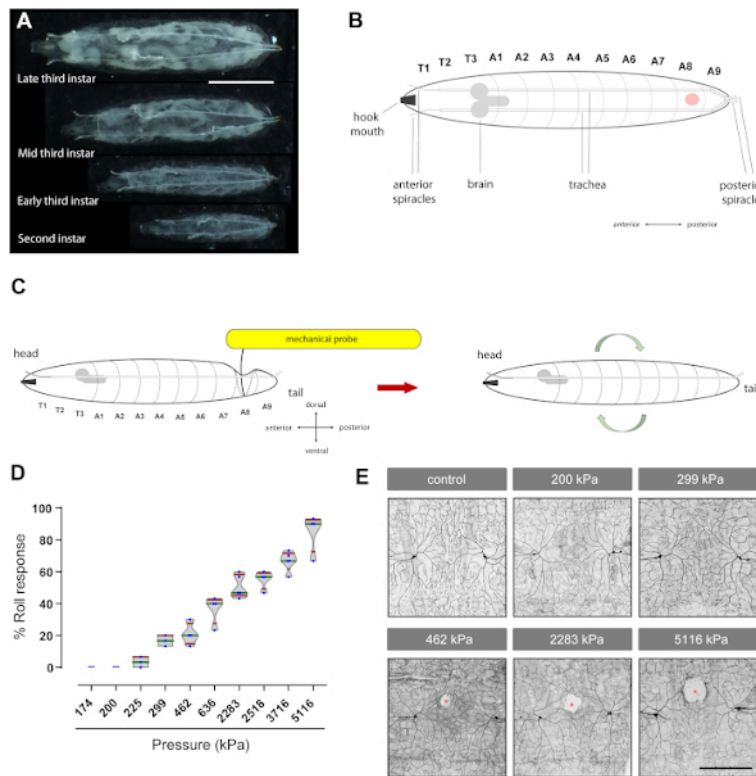 A
Late third instar
Mid third instar
Early third instar
Second instar
B
T1 T2 T3 A1 A2 A3 A4 A5 A6 A7 A8 A9
hook
mouth
anterior
spiracles
brain
trachea
posterior
spiracles
anterior posterior
C
mechanical probe
head
tail
T1 T2 T3 A1 A2 A3 A4 A5 A6 A7 A8 A9
dorsal
anterior posterior
ventral
head
tail
D
% Roll response
100
80
60
40
20
0
174 200 225 299 462 636 2283 2518 3716 5116
Pressure (kPa)
E
control 200 kPa 299 kPa
462 kPa 2283 kPa 5116 kPa